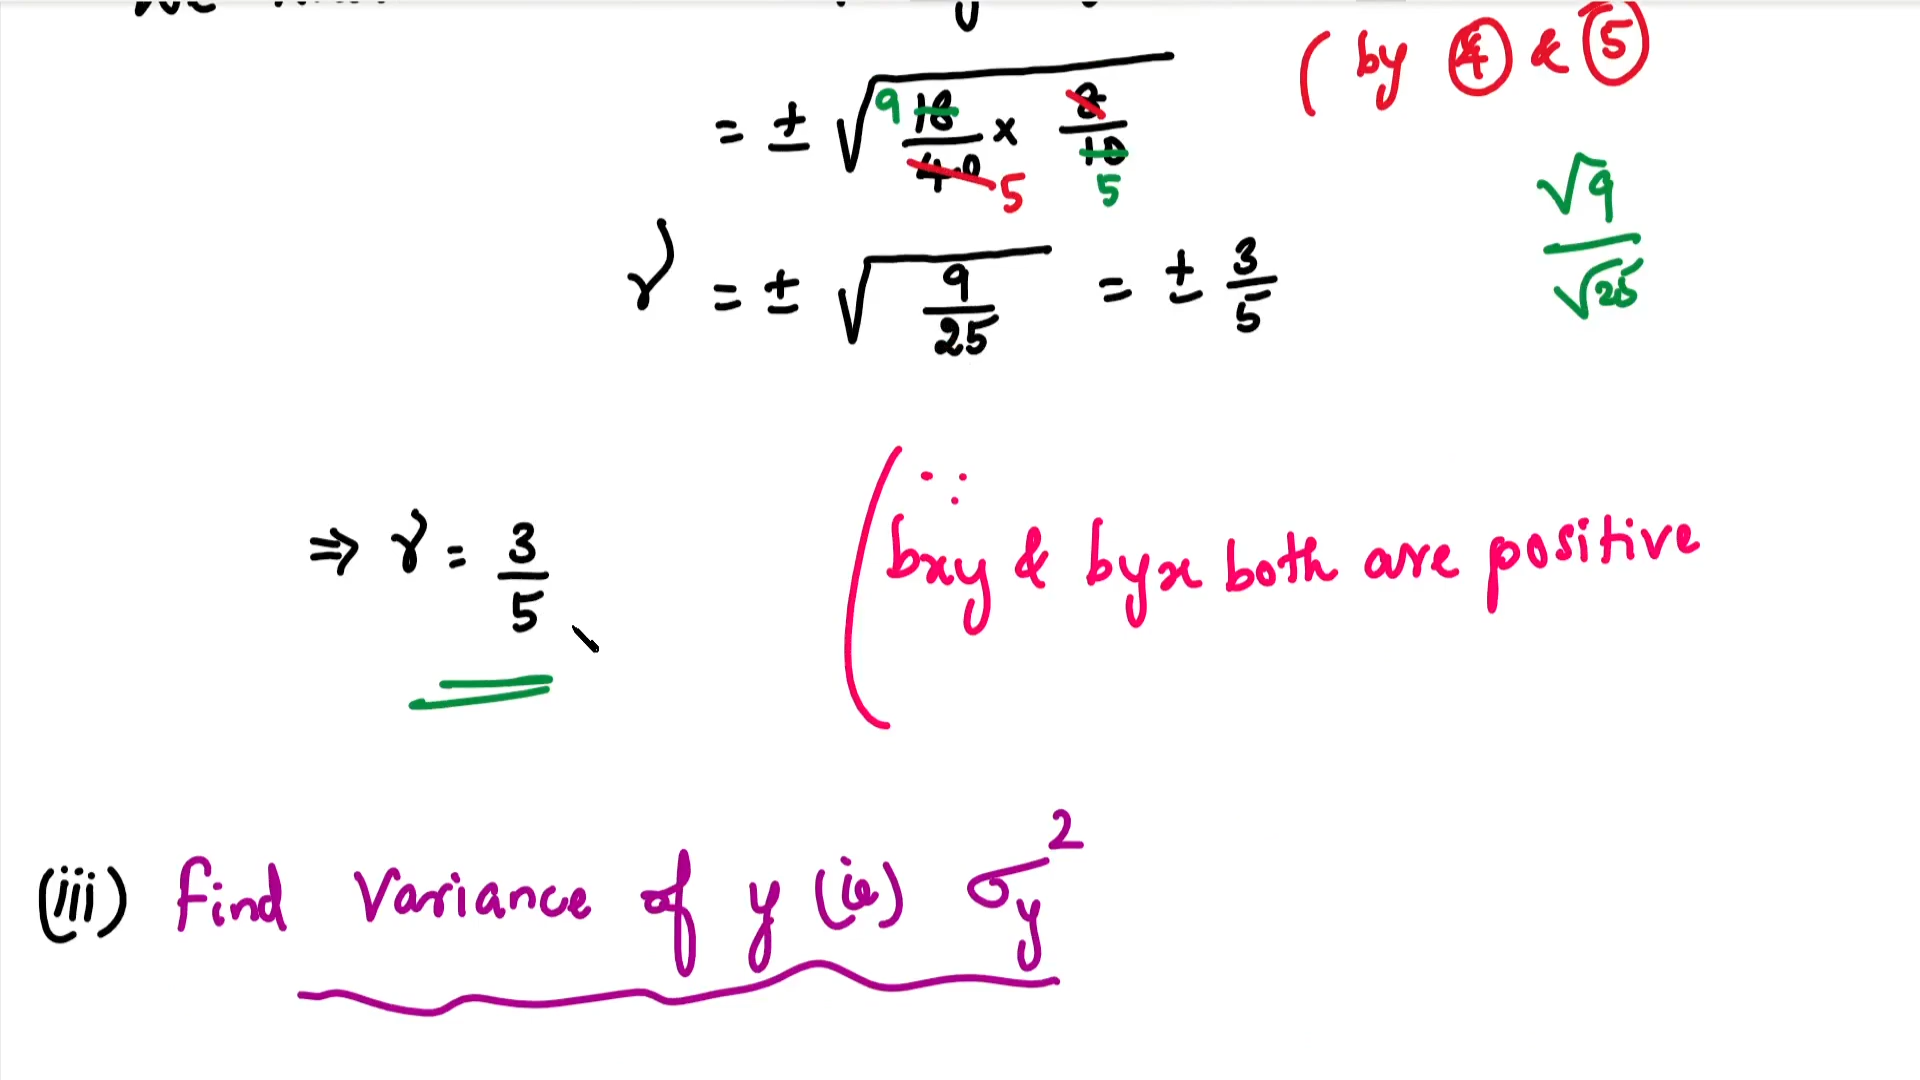 ( by ④ & ⑤
= ± √ 9 18/40 5 × 8/10 5
√9/√25
γ = ± √ 9/25 = ± 3/5
⇒ γ = 3/5 ( ∵ bxy & byx both are positive
(iii) Find Variance of y (ie) σy²